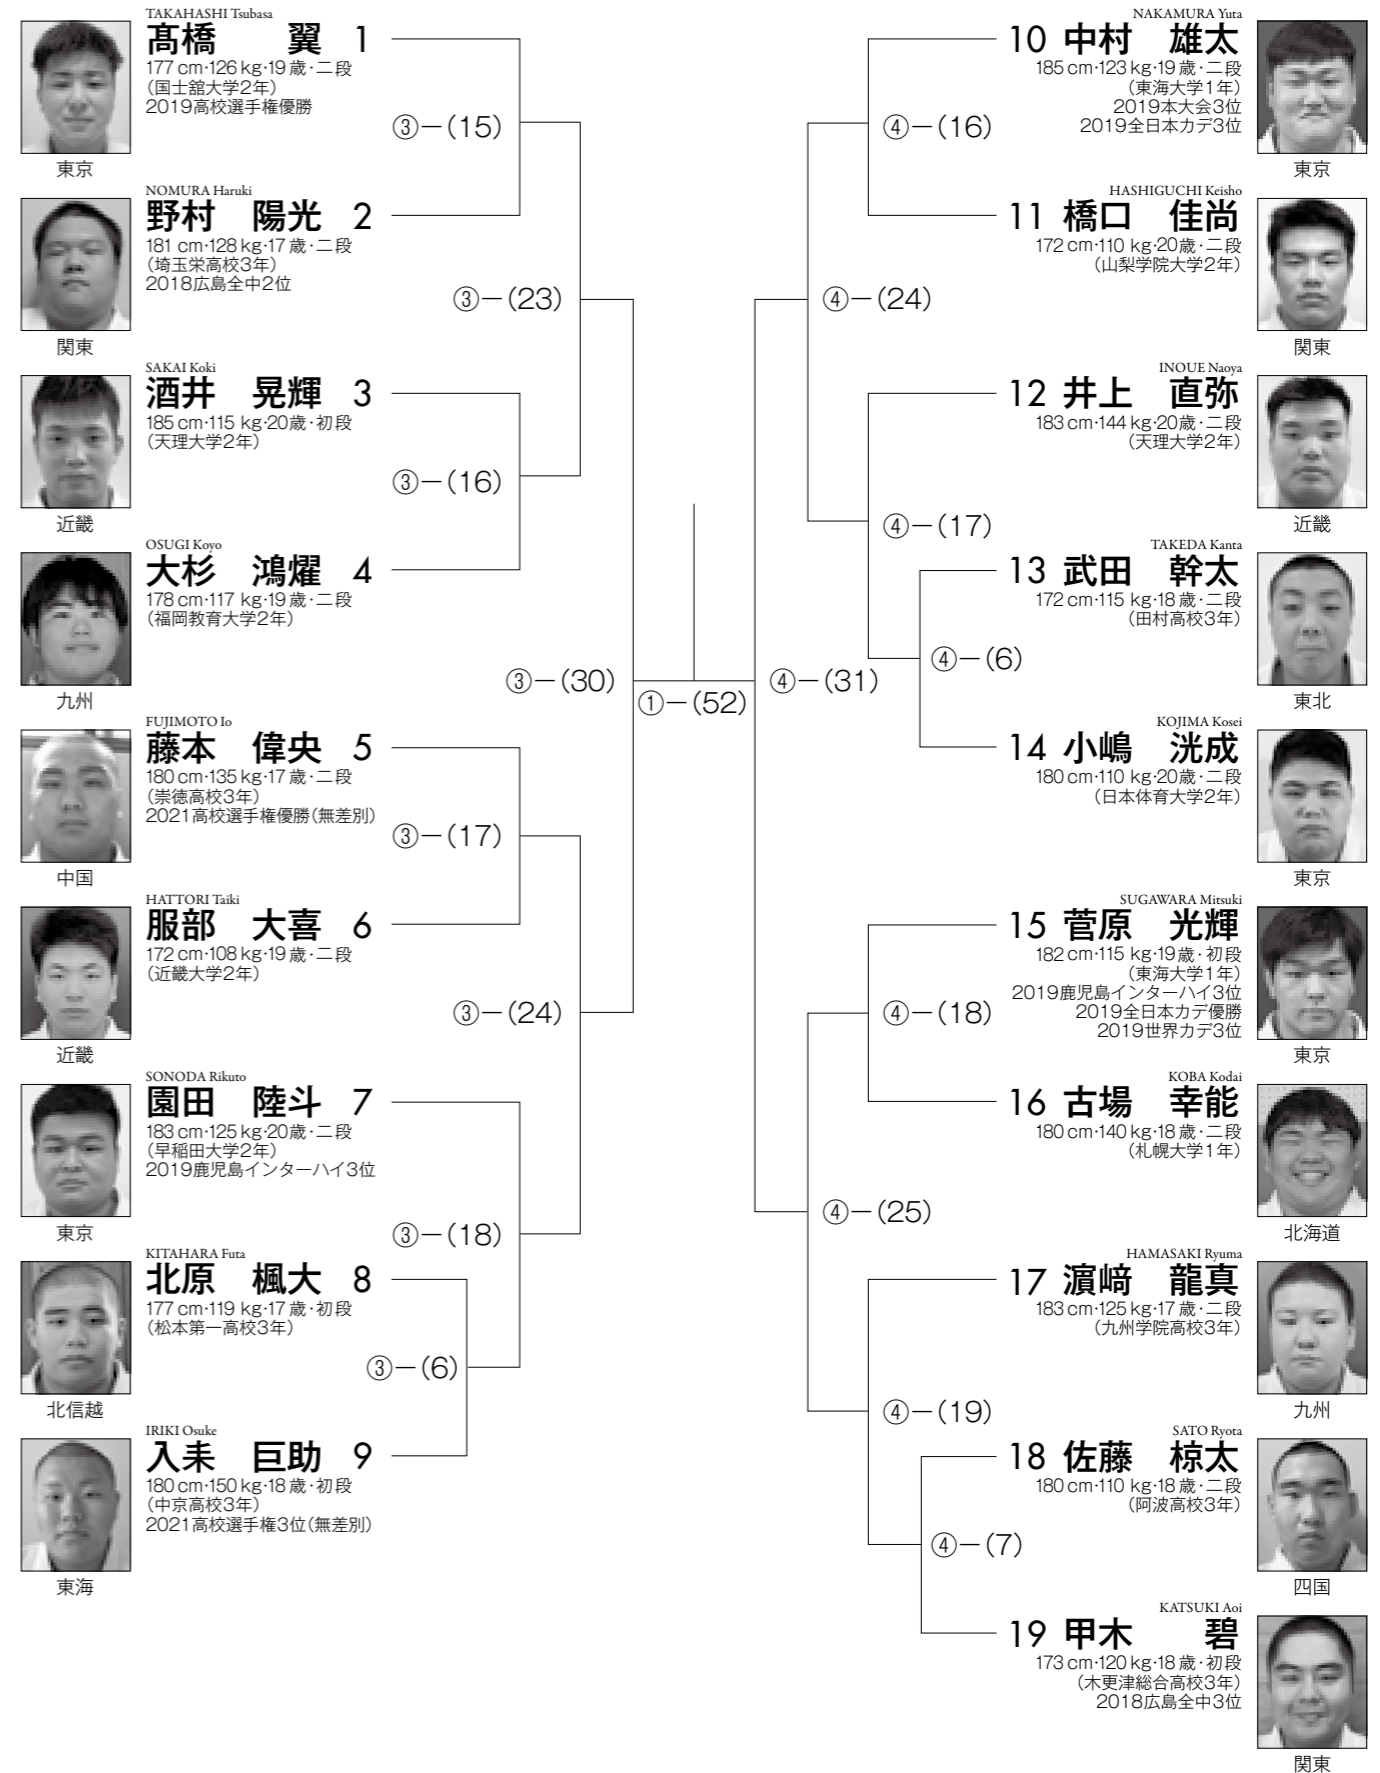 TAKAHASHI Tsubasa
髙橋　翼 1
177 cm・126 kg・19歳・二段
（国士舘大学2年）
2019高校選手権優勝
東京
③－（15）
NOMURA Haruki
野村　陽光 2
181 cm・128 kg・17歳・二段
（埼玉栄高校3年）
2018広島全中2位
関東
③－（23）
SAKAI Koki
酒井　晃輝 3
185 cm・115 kg・20歳・初段
（天理大学2年）
近畿
③－（16）
OSUGI Koyo
大杉　鴻燿 4
178 cm・117 kg・19歳・二段
（福岡教育大学2年）
九州
③－（30）
①－（52）
FUJIMOTO Io
藤本　偉央 5
180 cm・135 kg・17歳・二段
（崇徳高校3年）
2021高校選手権優勝（無差別）
中国
③－（17）
HATTORI Taiki
服部　大喜 6
172 cm・108 kg・19歳・二段
（近畿大学2年）
近畿
③－（24）
SONODA Rikuto
園田　陸斗 7
183 cm・125 kg・20歳・二段
（早稲田大学2年）
2019鹿児島インターハイ3位
東京
③－（18）
KITAHARA Futa
北原　楓大 8
177 cm・119 kg・17歳・初段
（松本第一高校3年）
北信越
③－（6）
IRIKI Osuke
入耒　巨助 9
180 cm・150 kg・18歳・初段
（中京高校3年）
2021高校選手権3位（無差別）
東海
NAKAMURA Yuta
10 中村　雄太
185 cm・123 kg・19歳・二段
（東海大学1年）
2019本大会3位
2019全日本カデ3位
東京
④－（16）
HASHIGUCHI Keisho
11 橋口　佳尚
172 cm・110 kg・20歳・二段
（山梨学院大学2年）
関東
④－（24）
INOUE Naoya
12 井上　直弥
183 cm・144 kg・20歳・二段
（天理大学2年）
近畿
④－（17）
TAKEDA Kanta
13 武田　幹太
172 cm・115 kg・18歳・二段
（田村高校3年）
東北
④－（6）
④－（31）
KOJIMA Kosei
14 小嶋　洸成
180 cm・110 kg・20歳・二段
（日本体育大学2年）
東京
SUGAWARA Mitsuki
15 菅原　光輝
182 cm・115 kg・19歳・初段
（東海大学1年）
2019鹿児島インターハイ3位
2019全日本カデ優勝
2019世界カデ3位
東京
④－（18）
KOBA Kodai
16 古場　幸能
180 cm・140 kg・18歳・二段
（札幌大学1年）
北海道
④－（25）
HAMASAKI Ryuma
17 濵﨑　龍真
183 cm・125 kg・17歳・二段
（九州学院高校3年）
九州
④－（19）
SATO Ryota
18 佐藤　椋太
180 cm・110 kg・18歳・二段
（阿波高校3年）
四国
④－（7）
KATSUKI Aoi
19 甲木　碧
173 cm・120 kg・18歳・初段
（木更津総合高校3年）
2018広島全中3位
関東